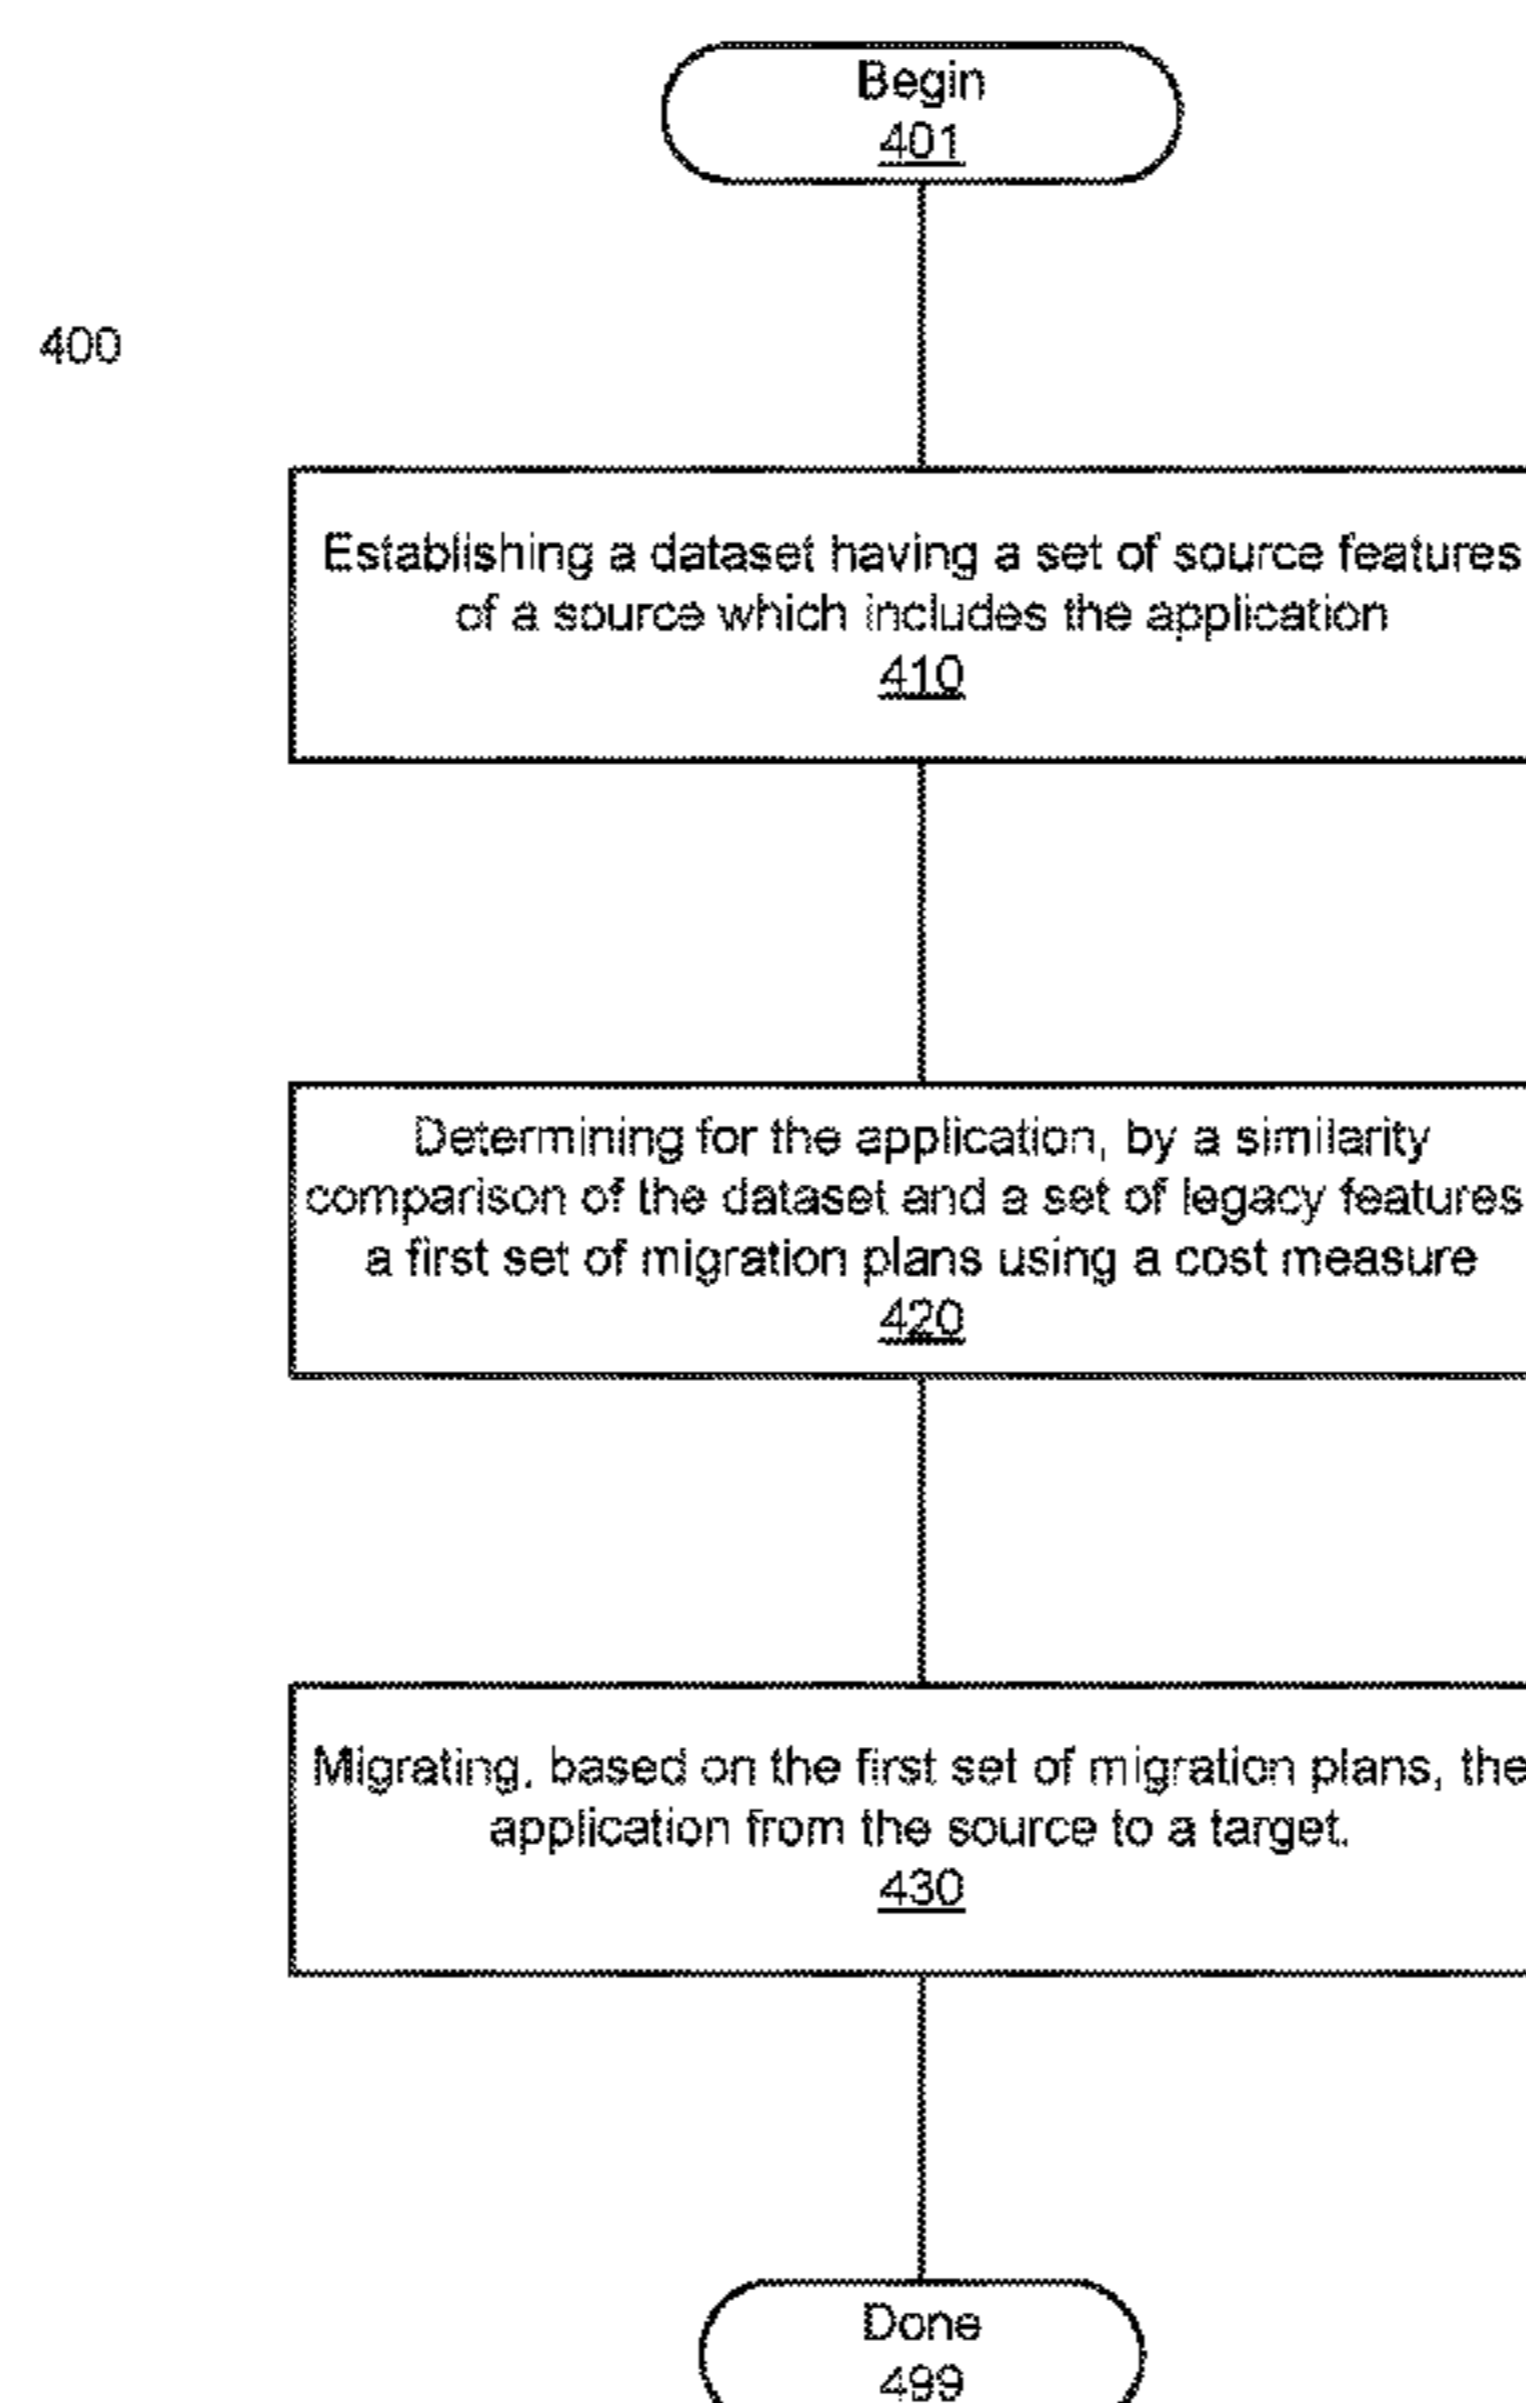 Begin
401
400
Establishing a dataset having a set of source features
of a source which includes the application
410
Determining for the application, by a similarity
comparison of the dataset and a set of legacy features
a first set of migration plans using a cost measure
420
Migrating, based on the first set of migration plans, the
application from the source to a target.
430
Done
499